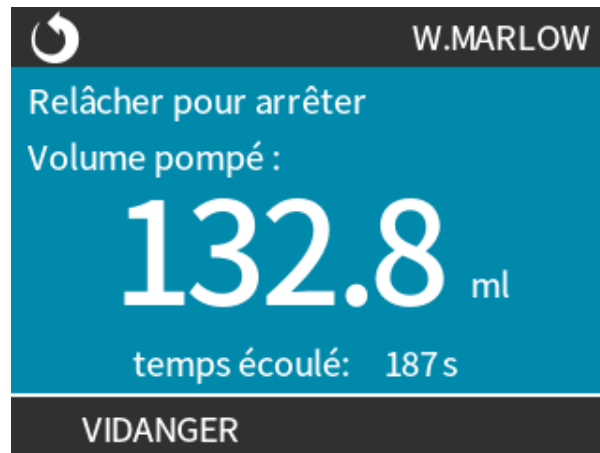 W.MARLOW
Relâcher pour arrêter
Volume pompé :
132.8 ml
temps écoulé: 187 s
VIDANGER